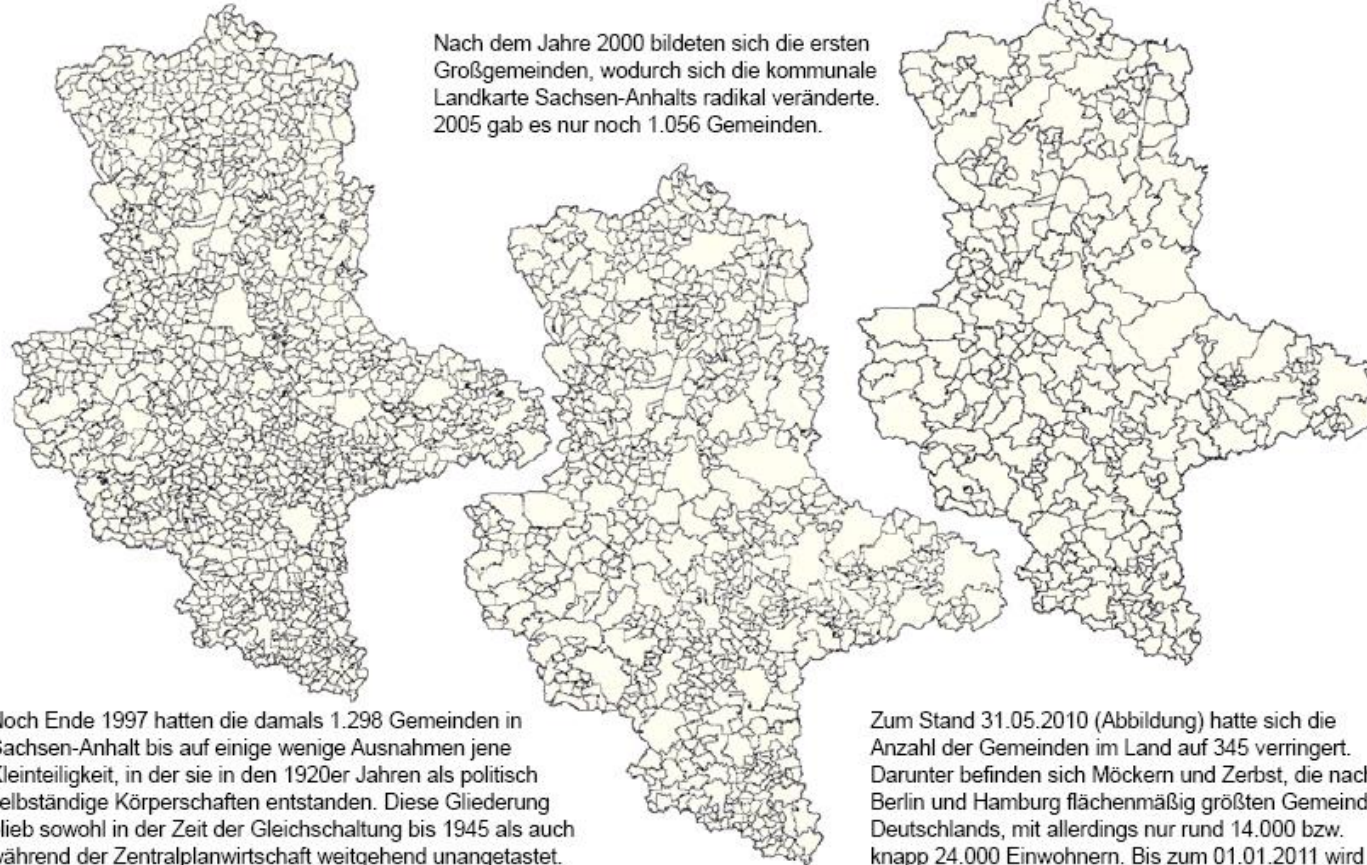 Nach dem Jahre 2000 bildeten sich die ersten
Großgemeinden, wodurch sich die kommunale
Landkarte Sachsen-Anhalts radikal veränderte.
2005 gab es nur noch 1.056 Gemeinden.
Noch Ende 1997 hatten die damals 1.298 Gemeinden in
Sachsen-Anhalt bis auf einige wenige Ausnahmen jene
Kleinteiligkeit, in der sie in den 1920er Jahren als politisch
selbständige Körperschaften entstanden. Diese Gliederung
blieb sowohl in der Zeit der Gleichschaltung bis 1945 als auch
während der Zentralplanwirtschaft weitgehend unangetastet.
Zum Stand 31.05.2010 (Abbildung) hatte sich die
Anzahl der Gemeinden im Land auf 345 verringert.
Darunter befinden sich Möckern und Zerbst, die nach
Berlin und Hamburg flächenmäßig größten Gemeind
Deutschlands, mit allerdings nur rund 14.000 bzw.
knapp 24.000 Einwohnern. Bis zum 01.01.2011 wird